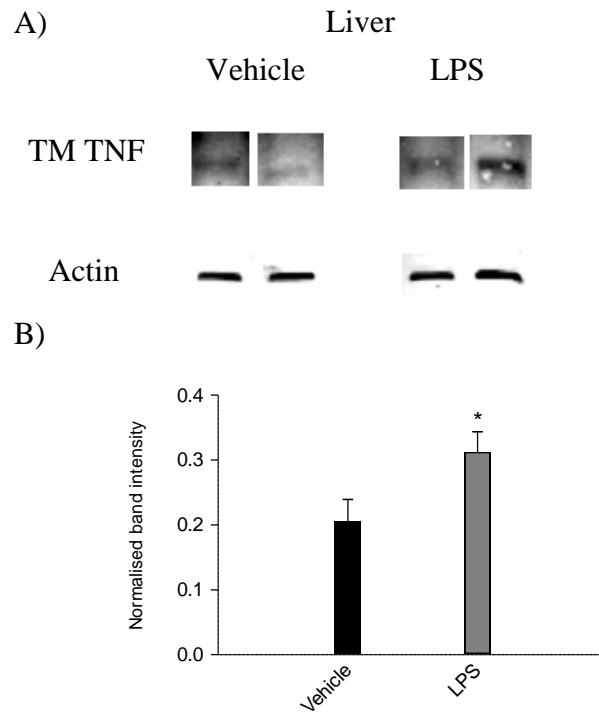 A)
Liver
Vehicle LPS
TM TNF
Actin
B)
Normalised band intensity
0.4
0.3
0.2
0.1
0.0
*
Vehicle
LPS